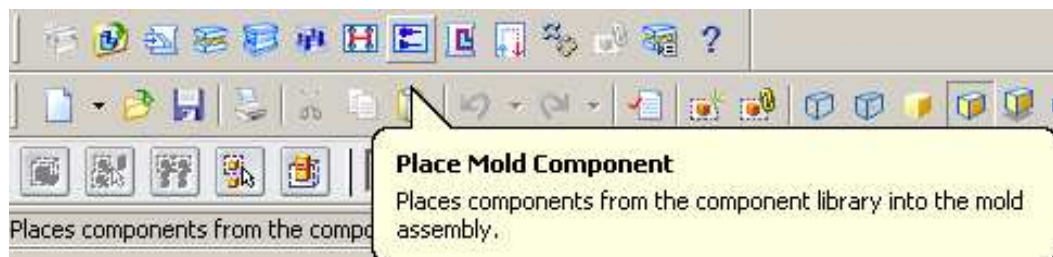 ?
Place Mold Component
Places components from the component library into the mold
assembly.
Places components from the compo